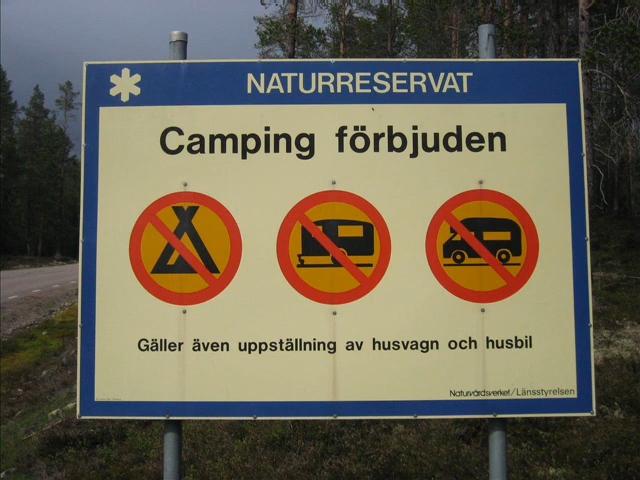 NATURRESERVAT
Camping förbjuden
Gäller även uppställning av husvagn och husbil
Naturvårdsverket/Länsstyrelsen